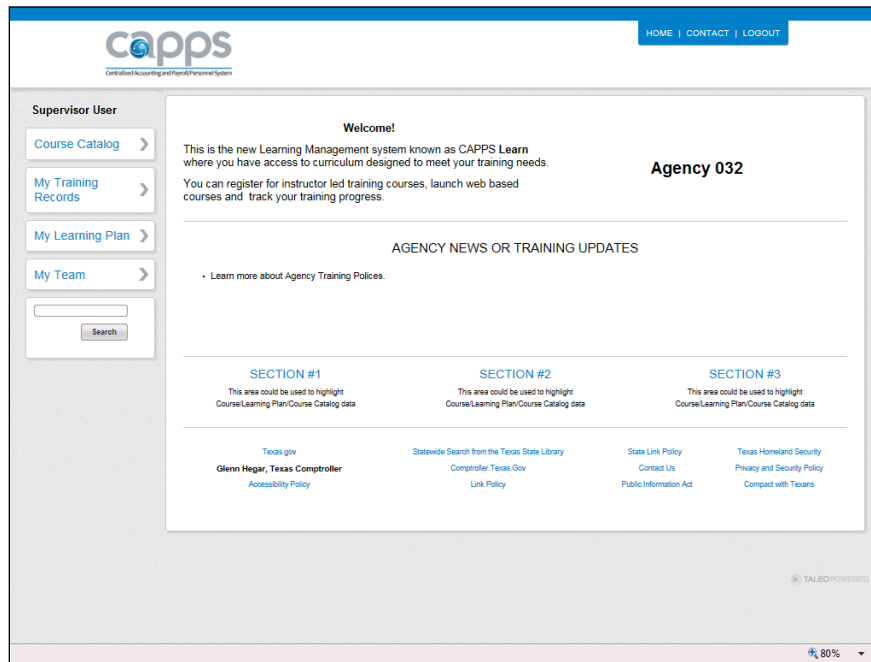 HOME | CONTACT | LOGOUT
capps
Centralized Accounting and Payroll/Personnel System
Supervisor User
Course Catalog
My Training
Records
My Learning Plan
My Team
Search
Welcome!
This is the new Learning Management system known as CAPPS Learn
where you have access to curriculum designed to meet your training needs.
You can register for instructor led training courses, launch web based
courses and track your training progress.
Agency 032
AGENCY NEWS OR TRAINING UPDATES
• Learn more about Agency Training Polices.
SECTION #1
This area could be used to highlight
Course/Learning Plan/Course Catalog data
SECTION #2
This area could be used to highlight
Course/Learning Plan/Course Catalog data
SECTION #3
This area could be used to highlight
Course/Learning Plan/Course Catalog data
Texas.gov
Statewide Search from the Texas State Library
State Link Policy
Texas Homeland Security
Glenn Hegar, Texas Comptroller
Comptroller.Texas.Gov
Contact Us
Privacy and Security Policy
Accessibility Policy
Link Policy
Public Information Act
Compact with Texans
TALEO POWERED
80%